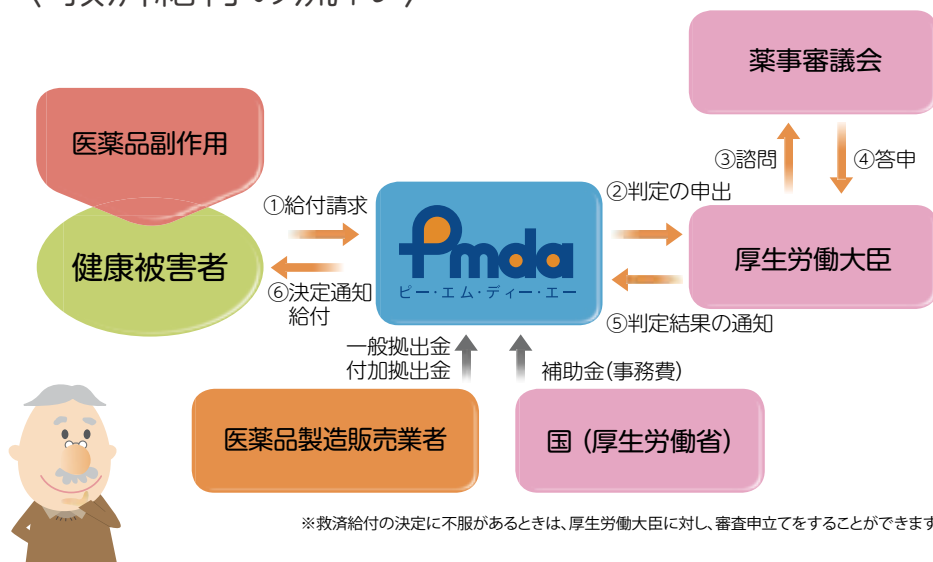 薬事審議会
医薬品副作用
③諮問
④答申
①給付請求
②判定の申出
健康被害者
pmda
ピー・エム・ディー・エー
厚生労働大臣
⑥決定通知
給付
⑤判定結果の通知
一般拠出金
付加拠出金
補助金(事務費)
医薬品製造販売業者
国(厚生労働省)
※救済給付の決定に不服があるときは、厚生労働大臣に対し、審査申立てをすることができます